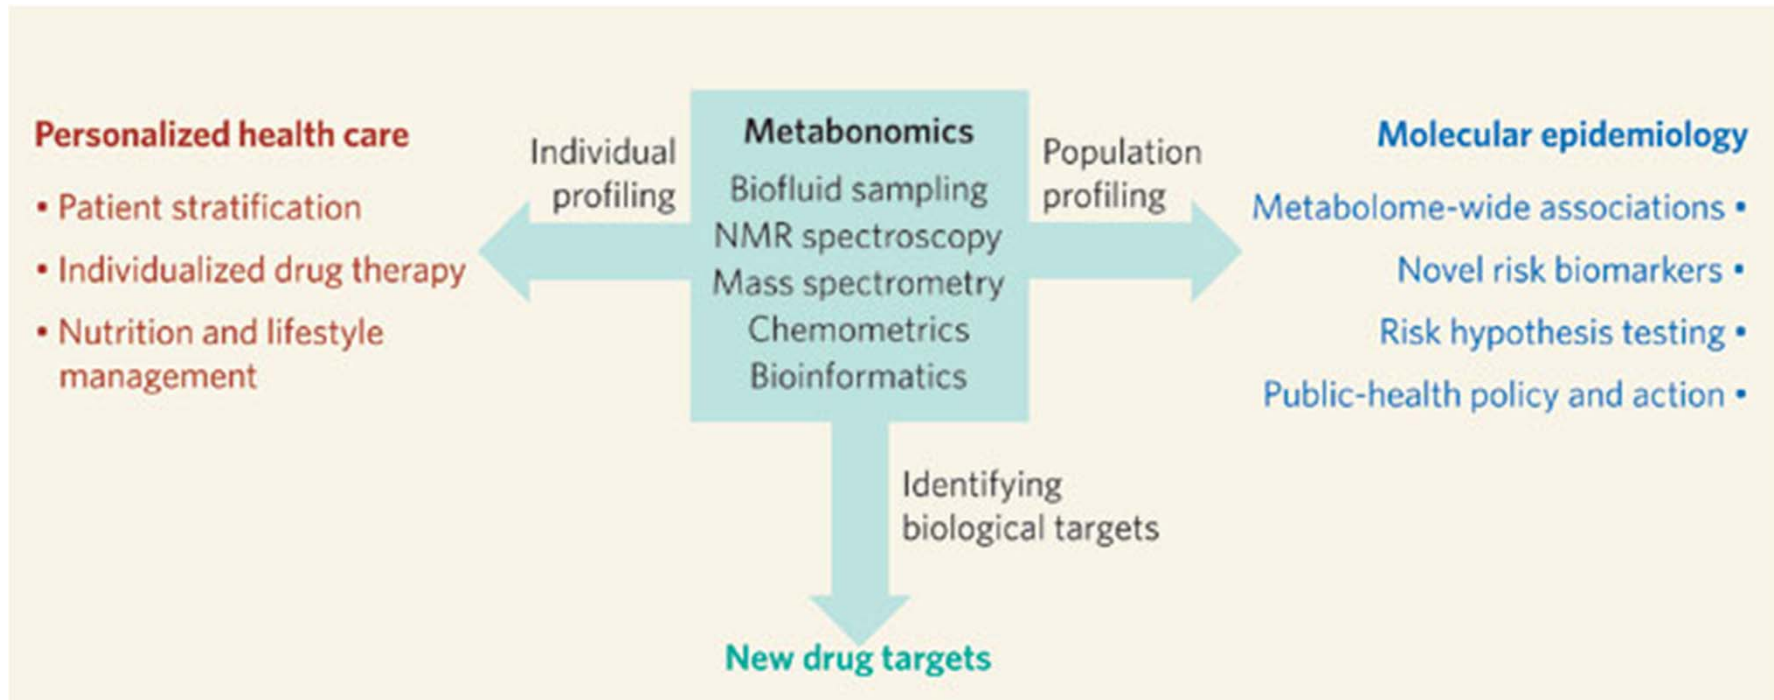 Personalized health care
• Patient stratification
• Individualized drug therapy
• Nutrition and lifestyle
management
Individual
profiling
Metabonomics
Biofluid sampling
NMR spectroscopy
Mass spectrometry
Chemometrics
Bioinformatics
Population
profiling
Molecular epidemiology
Metabolome-wide associations •
Novel risk biomarkers •
Risk hypothesis testing •
Public-health policy and action •
Identifying
biological targets
New drug targets